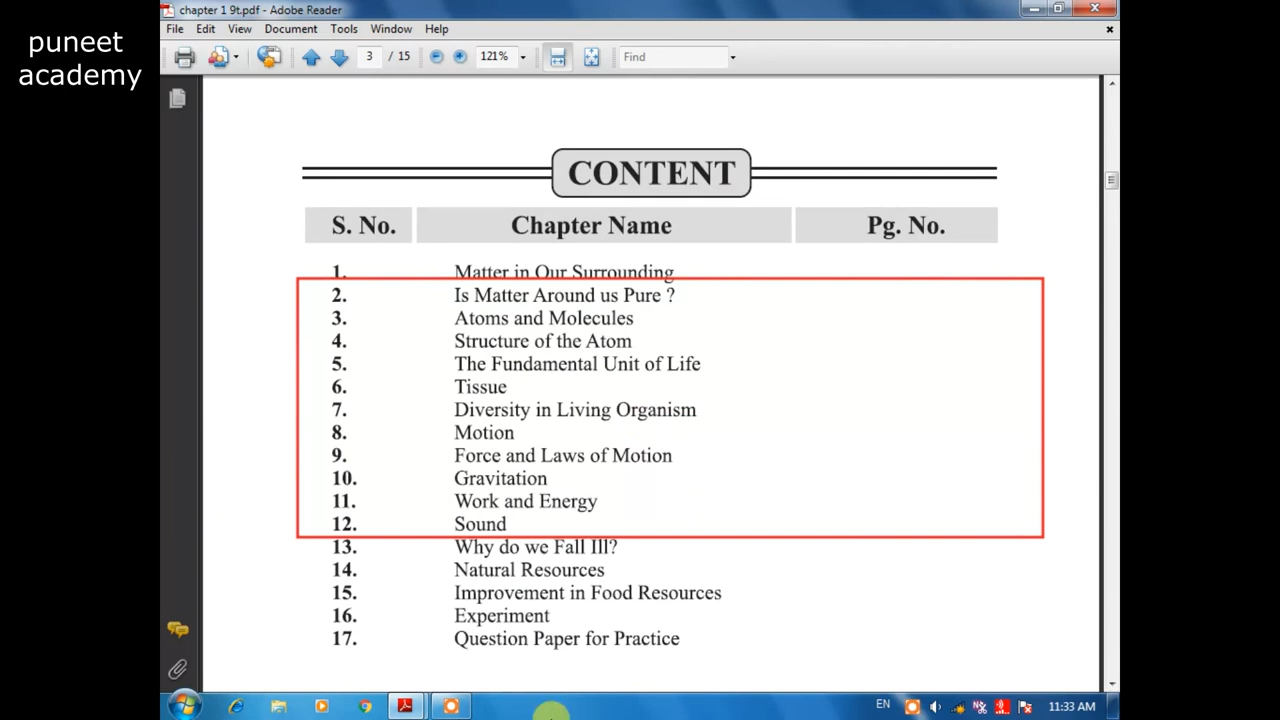 puneet
academy
chapter 1 9t.pdf - Adobe Reader
File Edit View Document Tools Window Help
3 / 15 121% Find
CONTENT
S. No. Chapter Name Pg. No.
1. Matter in Our Surrounding
2. Is Matter Around us Pure ?
3. Atoms and Molecules
4. Structure of the Atom
5. The Fundamental Unit of Life
6. Tissue
7. Diversity in Living Organism
8. Motion
9. Force and Laws of Motion
10. Gravitation
11. Work and Energy
12. Sound
13. Why do we Fall Ill?
14. Natural Resources
15. Improvement in Food Resources
16. Experiment
17. Question Paper for Practice
EN 11:33 AM